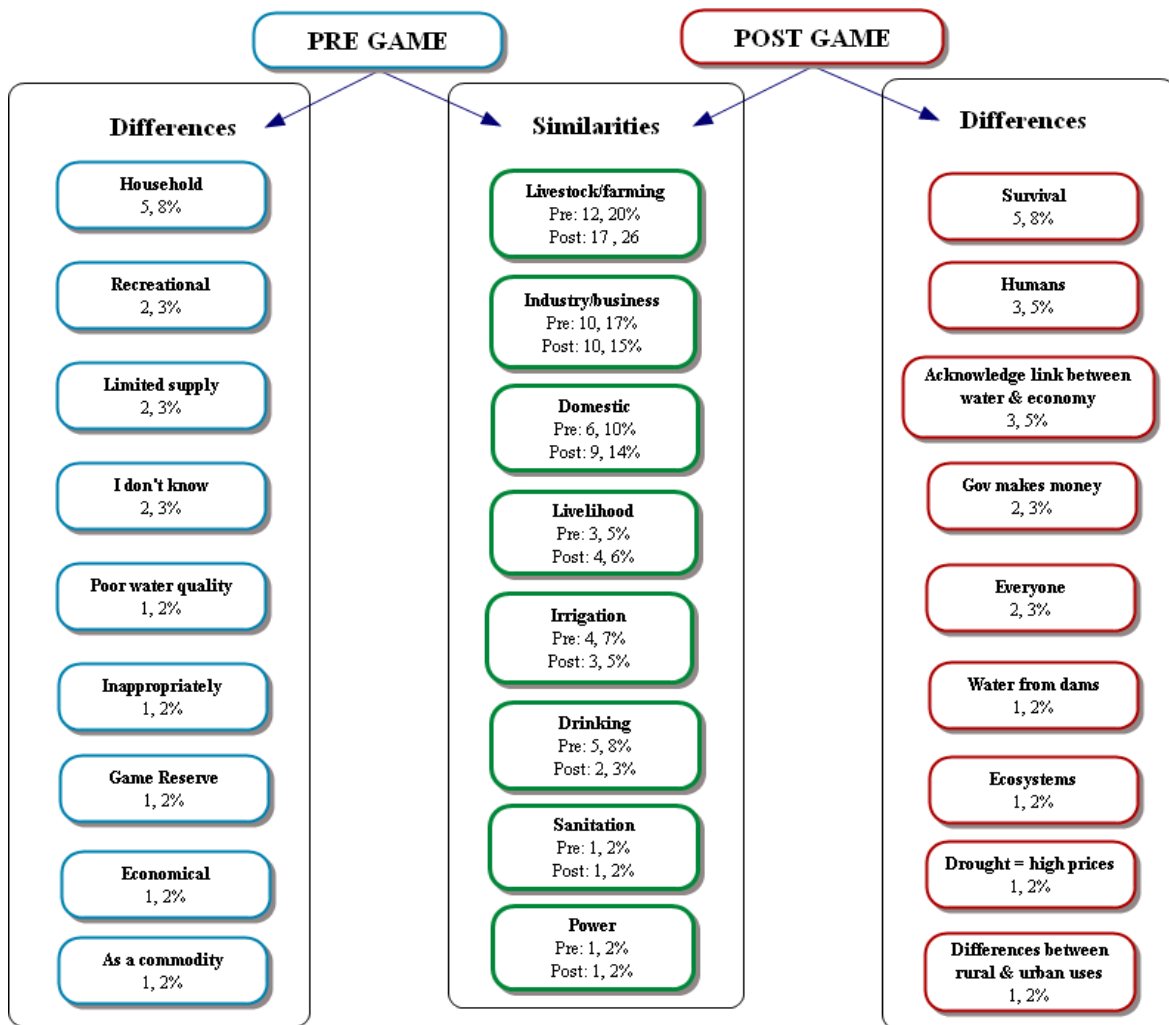 PRE GAME
POST GAME
Differences
Household
5, 8%
Recreational
2, 3%
Limited supply
2, 3%
I don't know
2, 3%
Poor water quality
1, 2%
Inappropriately
1, 2%
Game Reserve
1, 2%
Economical
1, 2%
As a commodity
1, 2%
Similarities
Livestock/farming
Pre: 12, 20%
Post: 17 , 26
Industry/business
Pre: 10, 17%
Post: 10, 15%
Domestic
Pre: 6, 10%
Post: 9, 14%
Livelihood
Pre: 3, 5%
Post: 4, 6%
Irrigation
Pre: 4, 7%
Post: 3, 5%
Drinking
Pre: 5, 8%
Post: 2, 3%
Sanitation
Pre: 1, 2%
Post: 1, 2%
Power
Pre: 1, 2%
Post: 1, 2%
Differences
Survival
5, 8%
Humans
3, 5%
Acknowledge link between
water & economy
3, 5%
Gov makes money
2, 3%
Everyone
2, 3%
Water from dams
1, 2%
Ecosystems
1, 2%
Drought = high prices
1, 2%
Differences between
rural & urban uses
1, 2%